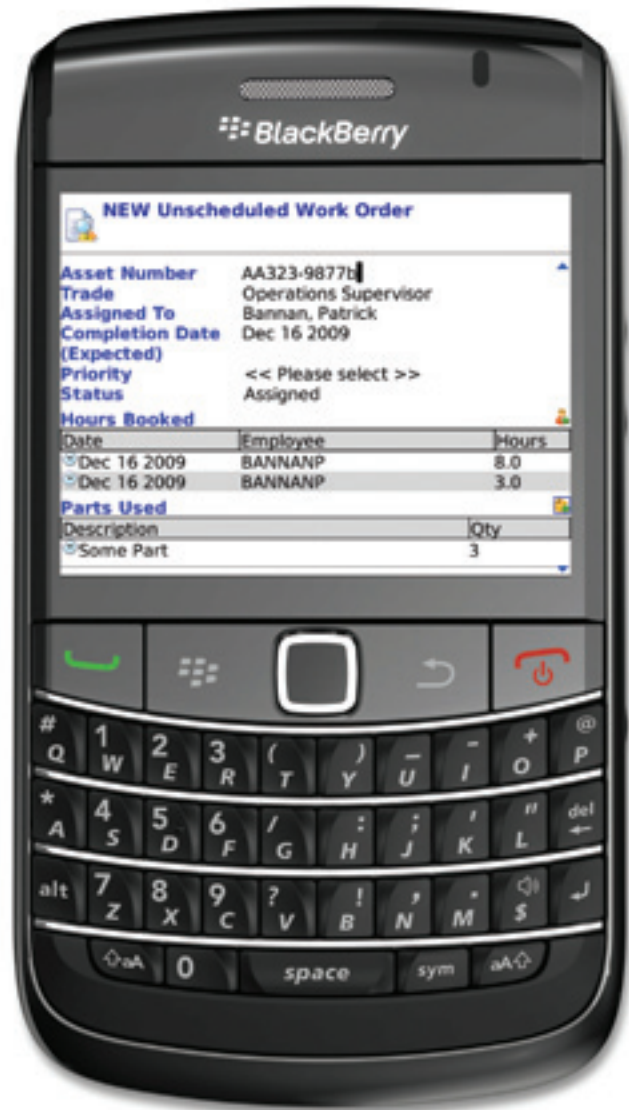 BlackBerry
NEW Unscheduled Work Order
Asset Number AA323-9877b
Trade Operations Supervisor
Assigned To Bannan, Patrick
Completion Date Dec 16 2009
(Expected)
Priority << Please select >>
Status Assigned
Hours Booked
Date Employee Hours
Dec 16 2009 BANNANP 8.0
Dec 16 2009 BANNANP 3.0
Parts Used
Description Qty
Some Part 3
# 1 2 3 ( ) _ - + @
Q W E R T Y U I O P
* 4 5 6 / : ; ' " del
A S D F G H J K L
alt 7 8 9 ? ! , .
Z X C V B N M $
aA 0 space sym aA